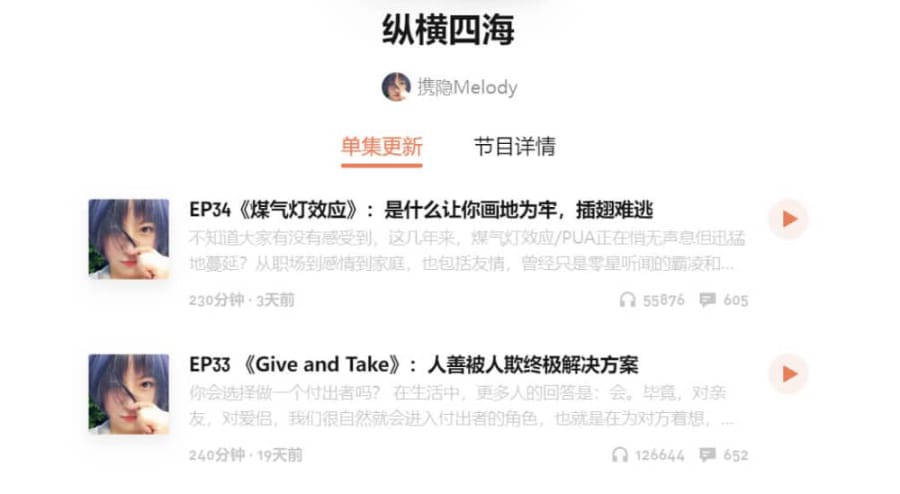 纵横四海
携隐Melody
单集更新 节目详情
EP34《煤气灯效应》：是什么让你画地为牢，插翅难逃
不知道大家有没有感受到，这几年来，煤气灯效应/PUA正在悄无声息但迅猛
地蔓延？从职场到感情到家庭，也包括友情，曾经只是零星听闻的霸凌和...
230分钟 · 3天前 55876 605
EP33 《Give and Take》：人善被人欺终极解决方案
你会选择做一个付出者吗？ 在生活中，更多人的回答是：会。毕竟，对亲
友，对爱侣，我们很自然就会进入付出者的角色，也就是在为对方着想，...
240分钟 · 19天前 126644 652